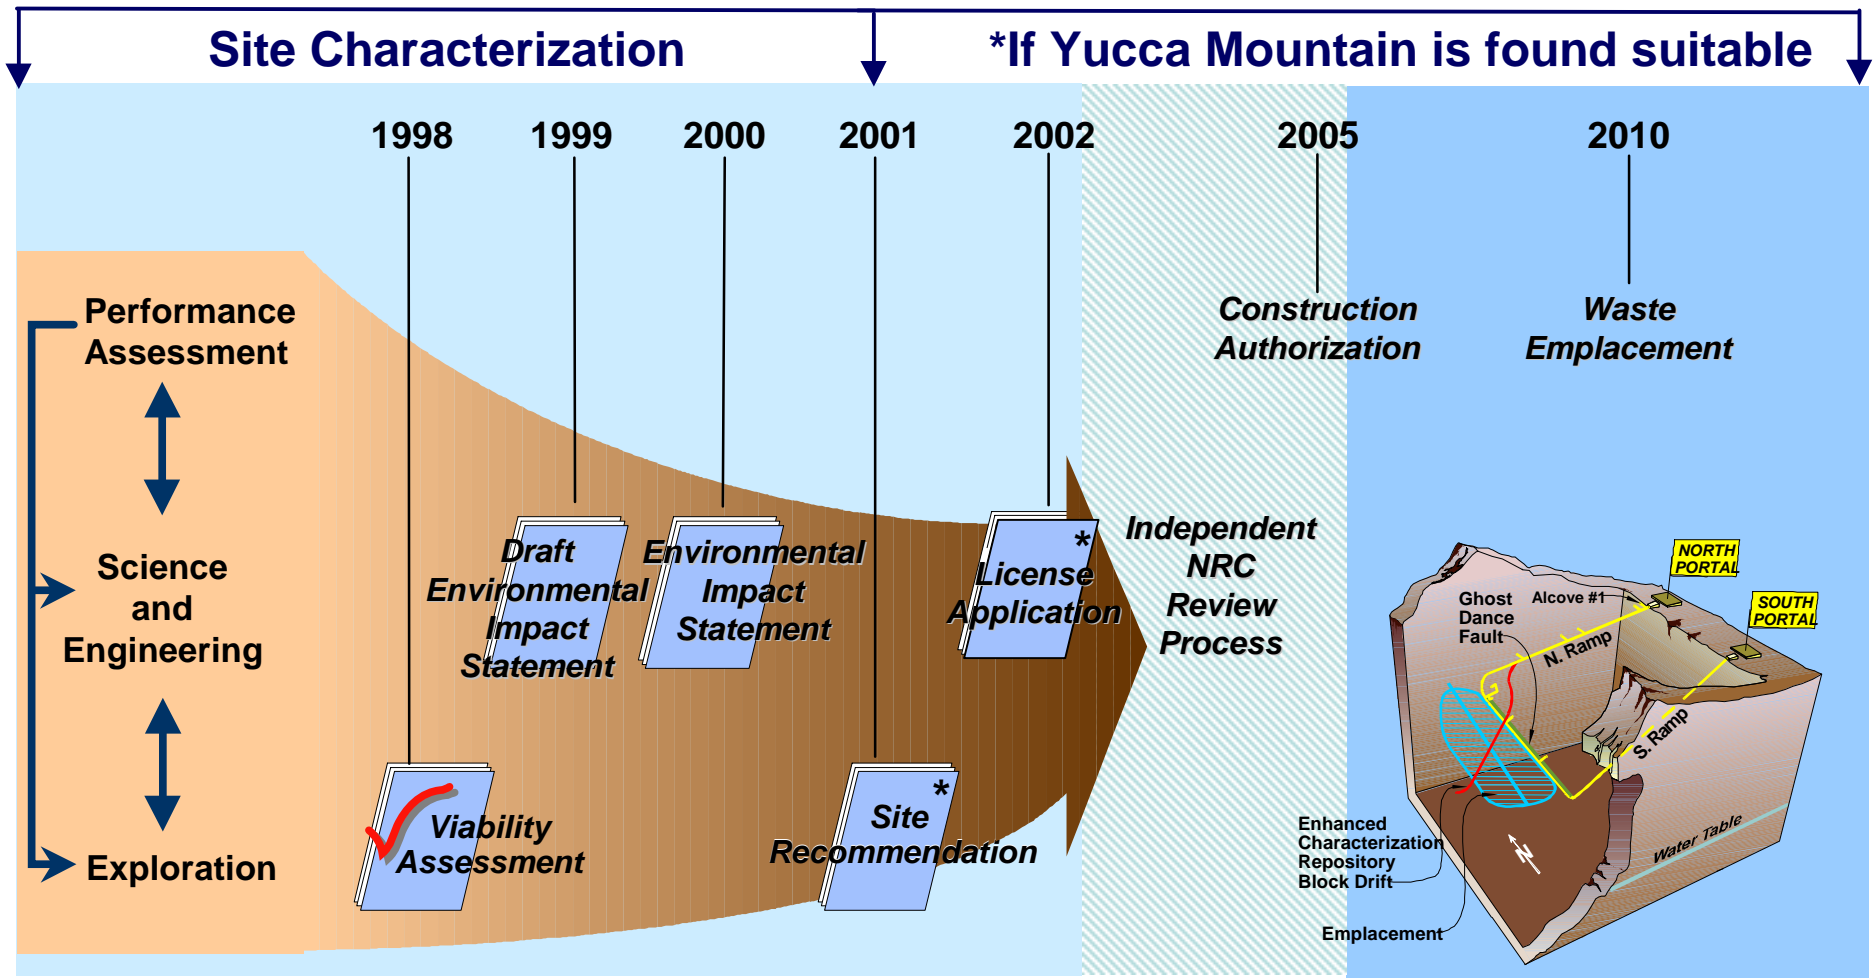 Site Characterization
*If Yucca Mountain is found suitable
1998
1999
2000
2001
2002
2005
2010
Performance
Assessment
Science
and
Engineering
Exploration
Viability
Assessment
Draft
Environmental
Impact
Statement
Environmental
Impact
Statement
*
Site
Recommendation
*
License
Application
Independent
NRC
Review
Process
Construction
Authorization
Waste
Emplacement
NORTH
PORTAL
SOUTH
PORTAL
Alcove #1
Ghost
Dance
Fault
N. Ramp
S. Ramp
Enhanced
Characterization
Repository
Block Drift
Emplacement
Water Table
N